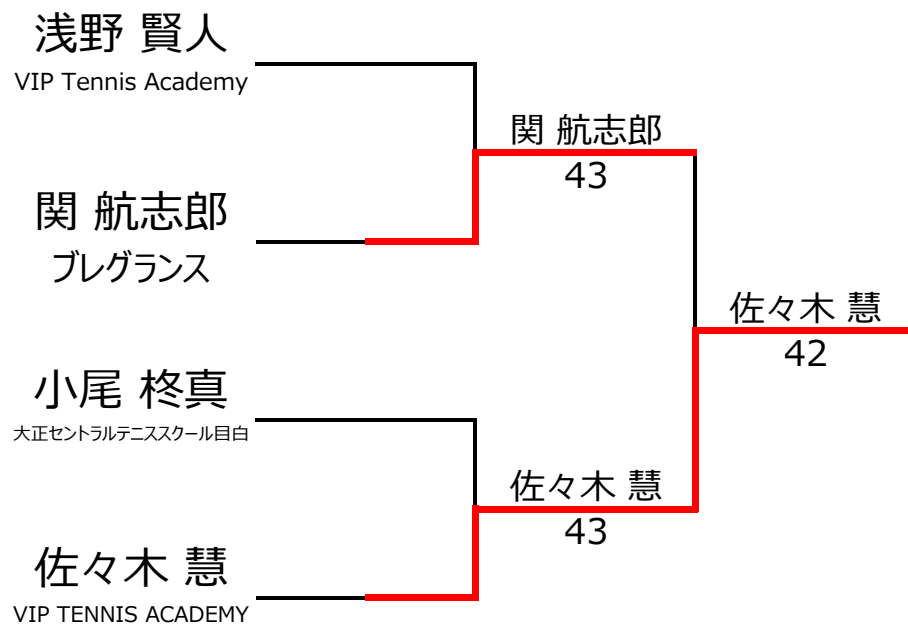 浅野 賢人
VIP Tennis Academy
関 航志郎
43
関 航志郎
ブレグランス
佐々木 慧
42
小尾 柊真
大正セントラルテニススクール目白
佐々木 慧
43
佐々木 慧
VIP TENNIS ACADEMY